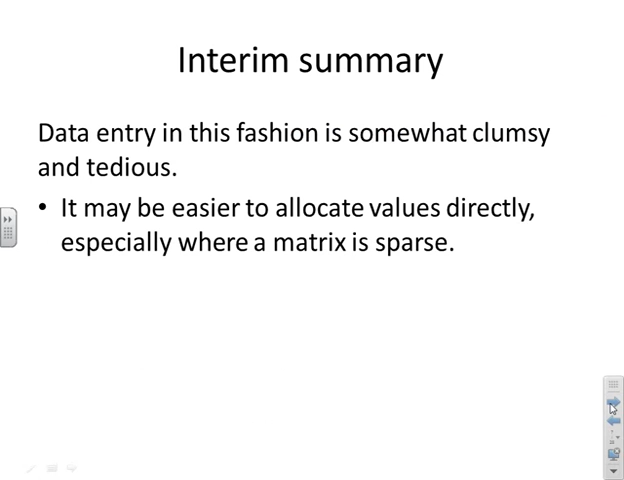 Interim summary
Data entry in this fashion is somewhat clumsy
and tedious.
• It may be easier to allocate values directly,
especially where a matrix is sparse.